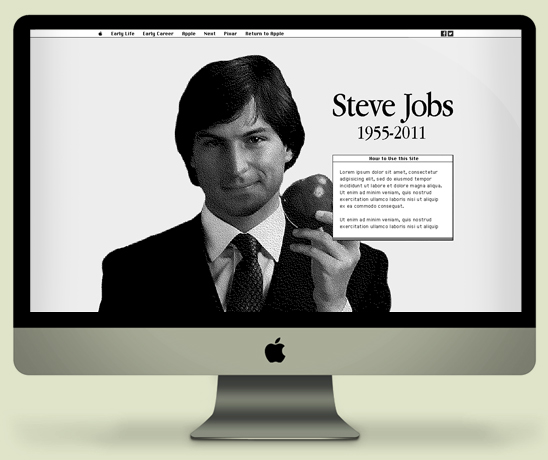 Early Life Early Career Apple Next Pixar Return to Apple
Steve Jobs
1955-2011
How to Use this Site
Lorem ipsum dolor sit amet, consectetur
adipisicing elit, sed do eiusmod tempor
incididunt ut labore et dolore magna aliqua.
Ut enim ad minim veniam, quis nostrud
exercitation ullamco laboris nisi ut aliquip
ex ea commodo consequat.
Ut enim ad minim veniam, quis nostrud
exercitation ullamco laboris nisi ut aliquip